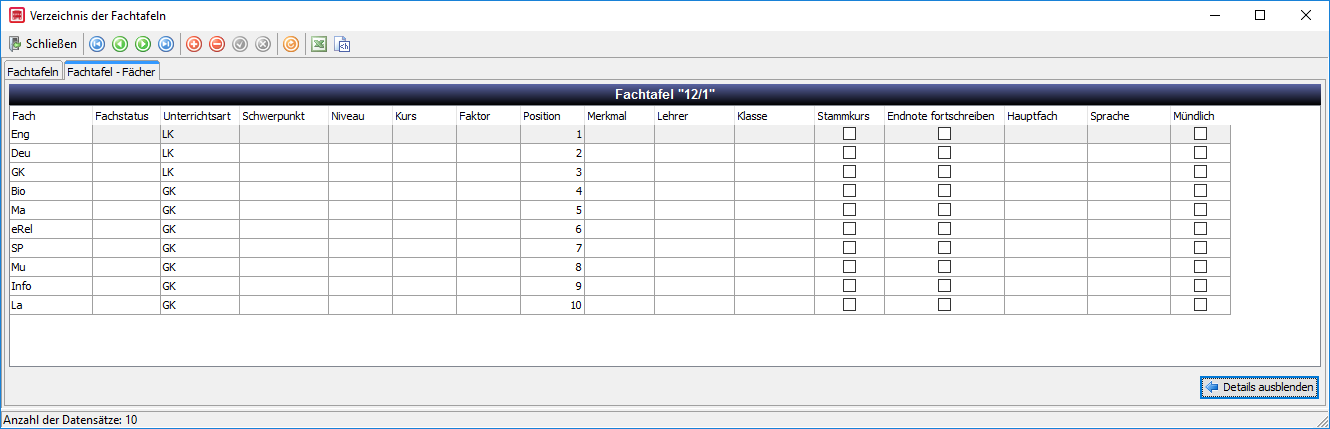 Verzeichnis der Fachtafeln
Schließen
Fachtafeln Fachtafel - Fächer
Fachtafel "12/1"
Fach Fachstatus Unterrichtsart Schwerpunkt Niveau Kurs Faktor Position Merkmal Lehrer Klasse Stammkurs Endnote fortschreiben Hauptfach Sprache Mündlich
Eng LK 1
Deu LK 2
GK LK 3
Bio GK 4
Ma GK 5
eRel GK 6
SP GK 7
Mu GK 8
Info GK 9
La GK 10
Details ausblenden
Anzahl der Datensätze: 10